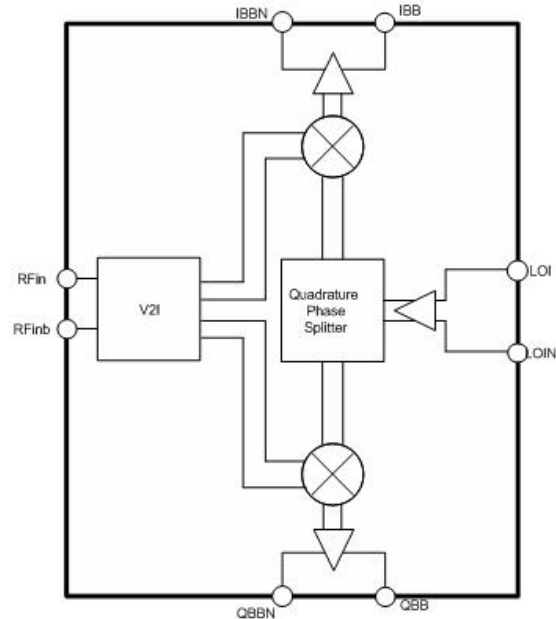 IBBN
IBB
RFin
RFinb
V2I
Quadrature
Phase
Splitter
LOI
LOIN
QBBN
QBB